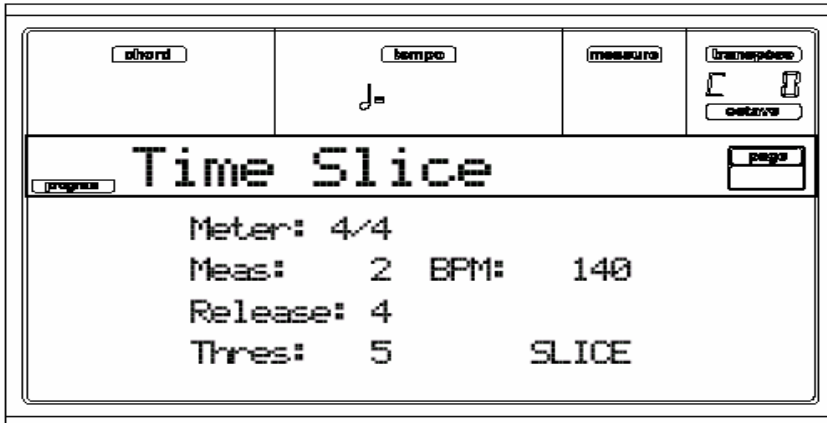 chord tempo measure transpose
C 0
octave
Time Slice page
program
Meter: 4/4
Meas: 2 BPM: 140
Release: 4
Thres: 5 SLICE